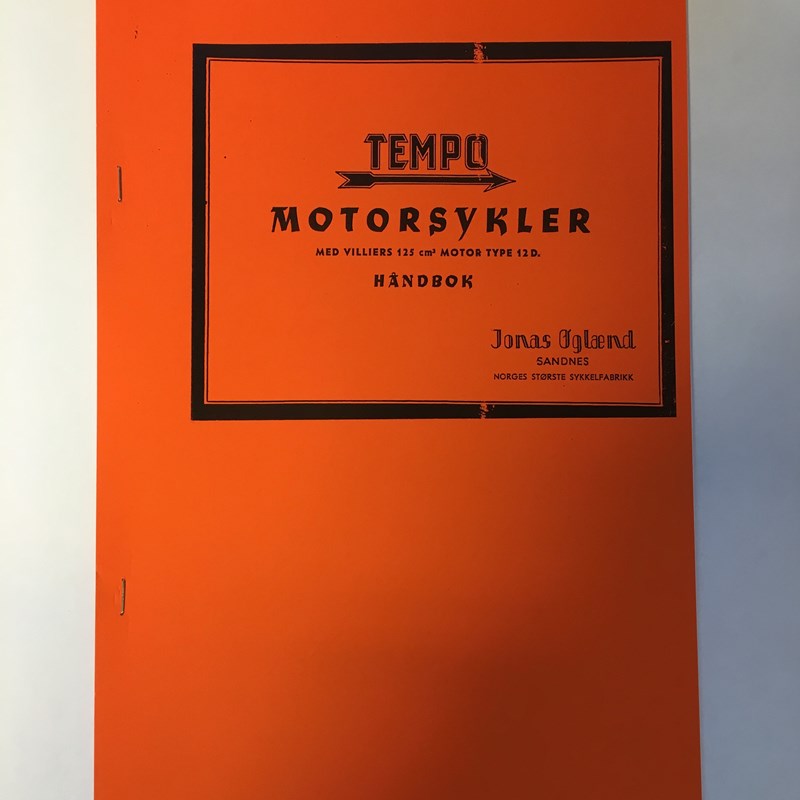 TEMPO
MOTORSYKLER
MED VILLIERS 125 cm³ MOTOR TYPE 12D.
HÅNDBOK
Jonas Øglænd
SANDNES
NORGES STØRSTE SYKKELFABRIKK